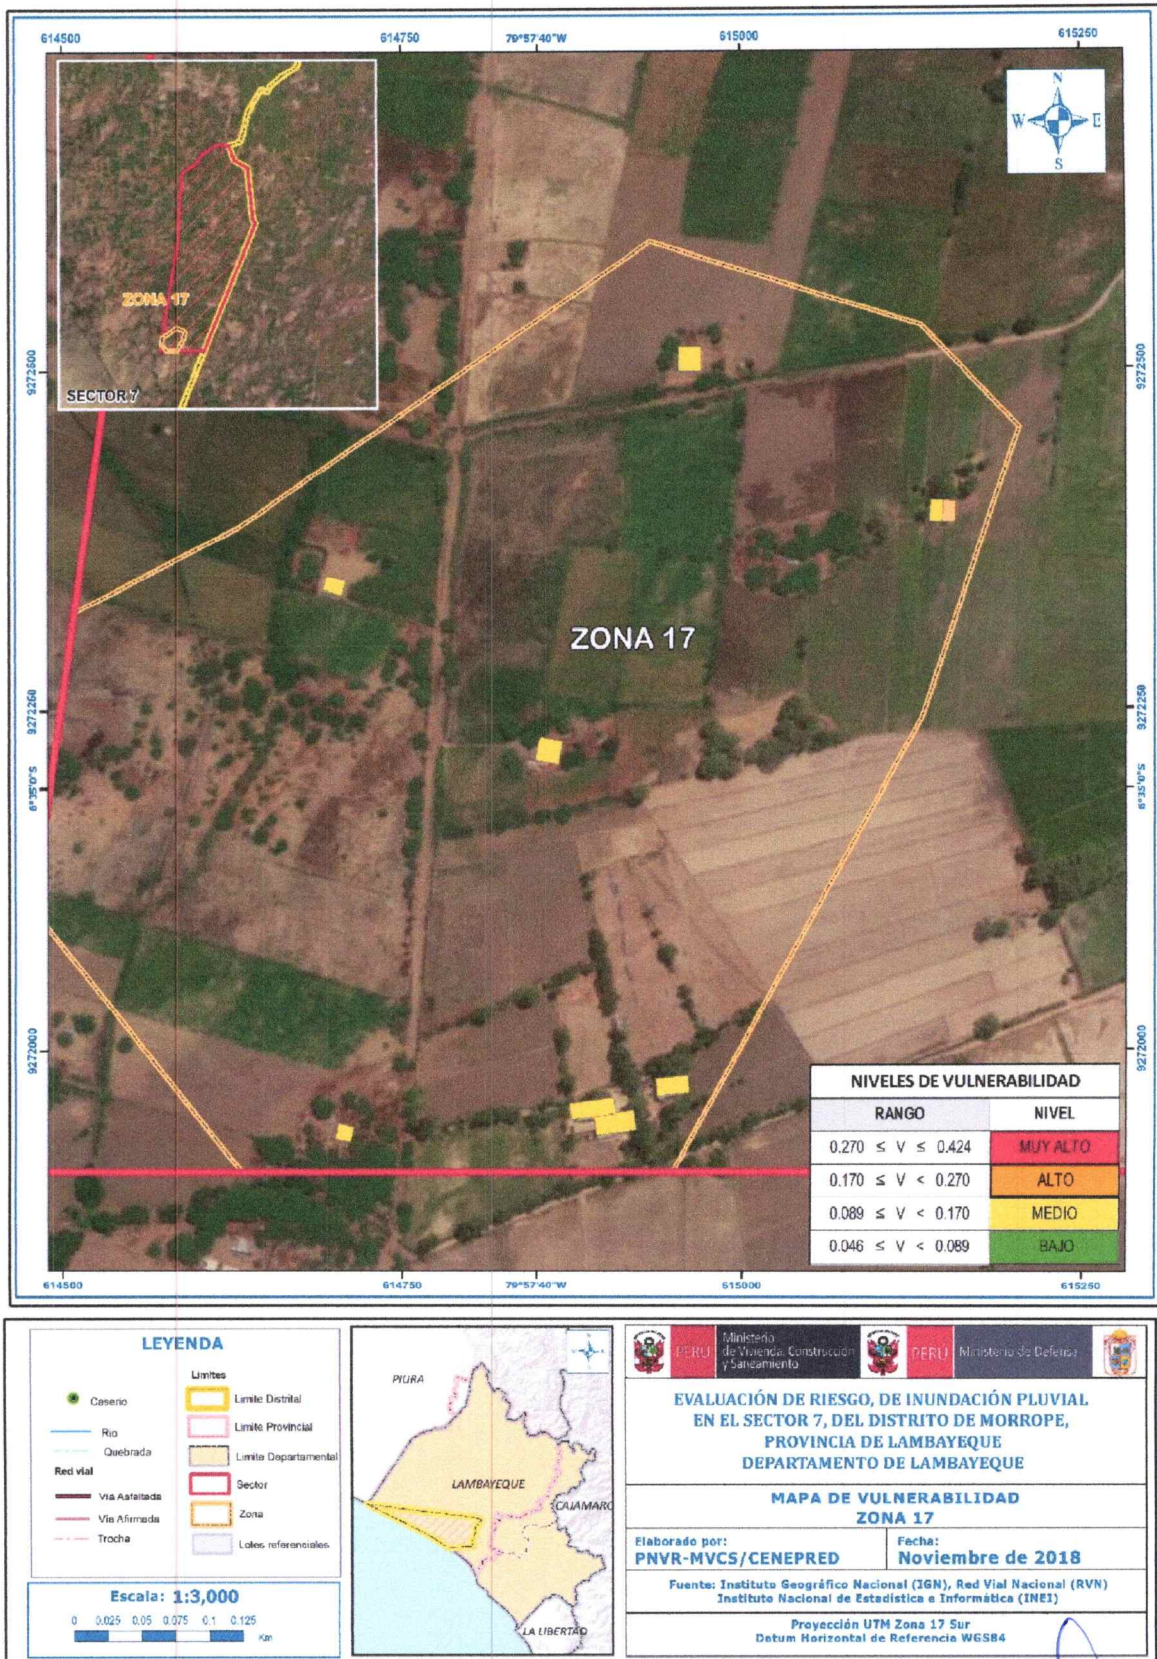 614500 614750 79°57'40"W 615000 615250
N
W E
S
ZONA 17
SECTOR 7
9272500
9272500
ZONA 17
9272250
9272250
6°35'0"S
6°35'0"S
9272000
9272000
NIVELES DE VULNERABILIDAD
RANGO NIVEL
0.270 ≤ V ≤ 0.424 MUY ALTO
0.170 ≤ V < 0.270 ALTO
0.089 ≤ V < 0.170 MEDIO
0.046 ≤ V < 0.089 BAJO
614500 614750 79°57'40"W 615000 615250
LEYENDA
Caserio
Rio
Quebrada
Red vial
Via Asfaltada
Via Afirmada
Trocha
Limites
Limite Distrital
Limite Provincial
Limite Departamental
Sector
Zona
Lotes referenciales
Escala: 1:3,000
0 0.025 0.05 0.075 0.1 0.125
Km
PIURA
LAMBAYEQUE
CAJAMARC
LA LIBERTAD
PERÚ Ministerio de Vivienda, Construcción y Saneamiento
PERÚ Ministerio de Defensa
EVALUACIÓN DE RIESGO, DE INUNDACIÓN PLUVIAL
EN EL SECTOR 7, DEL DISTRITO DE MORROPE,
PROVINCIA DE LAMBAYEQUE
DEPARTAMENTO DE LAMBAYEQUE
MAPA DE VULNERABILIDAD
ZONA 17
Elaborado por:
PNVR-MVCS/CENEPRED
Fecha:
Noviembre de 2018
Fuente: Instituto Geográfico Nacional (IGN), Red Vial Nacional (RVN)
Instituto Nacional de Estadística e Informática (INEI)
Proyección UTM Zona 17 Sur
Datum Horizontal de Referencia WGS84